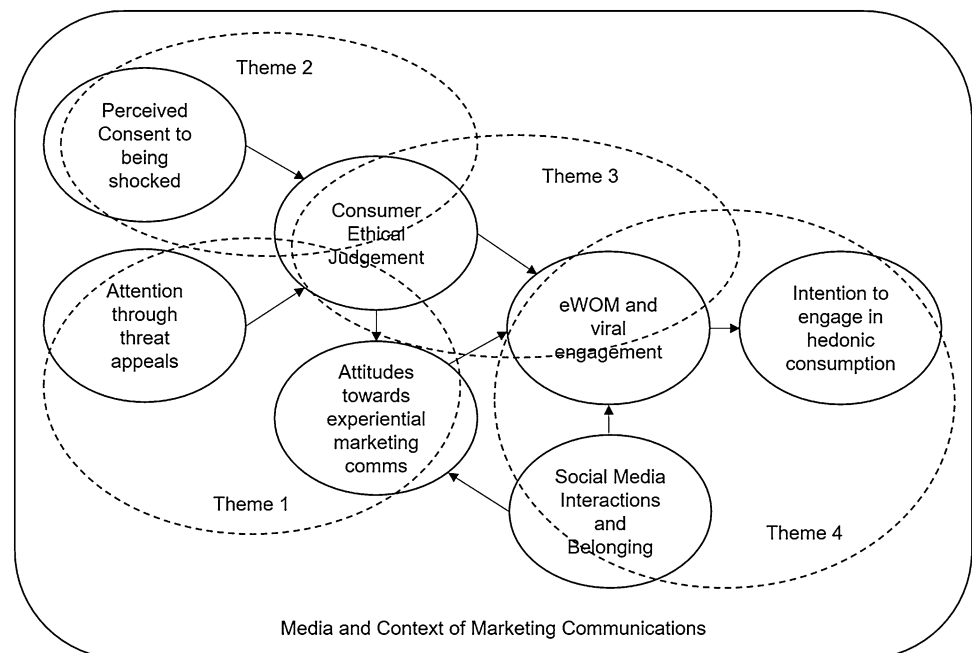 Theme 2
Perceived
Consent to
being
shocked
Theme 3
Consumer
Ethical
Judgement
Attention
through
threat
appeals
eWOM and
viral
engagement
Intention to
engage in
hedonic
consumption
Attitudes
towards
experiential
marketing
comms
Theme 1
Social Media
Interactions
and
Belonging
Theme 4
Media and Context of Marketing Communications